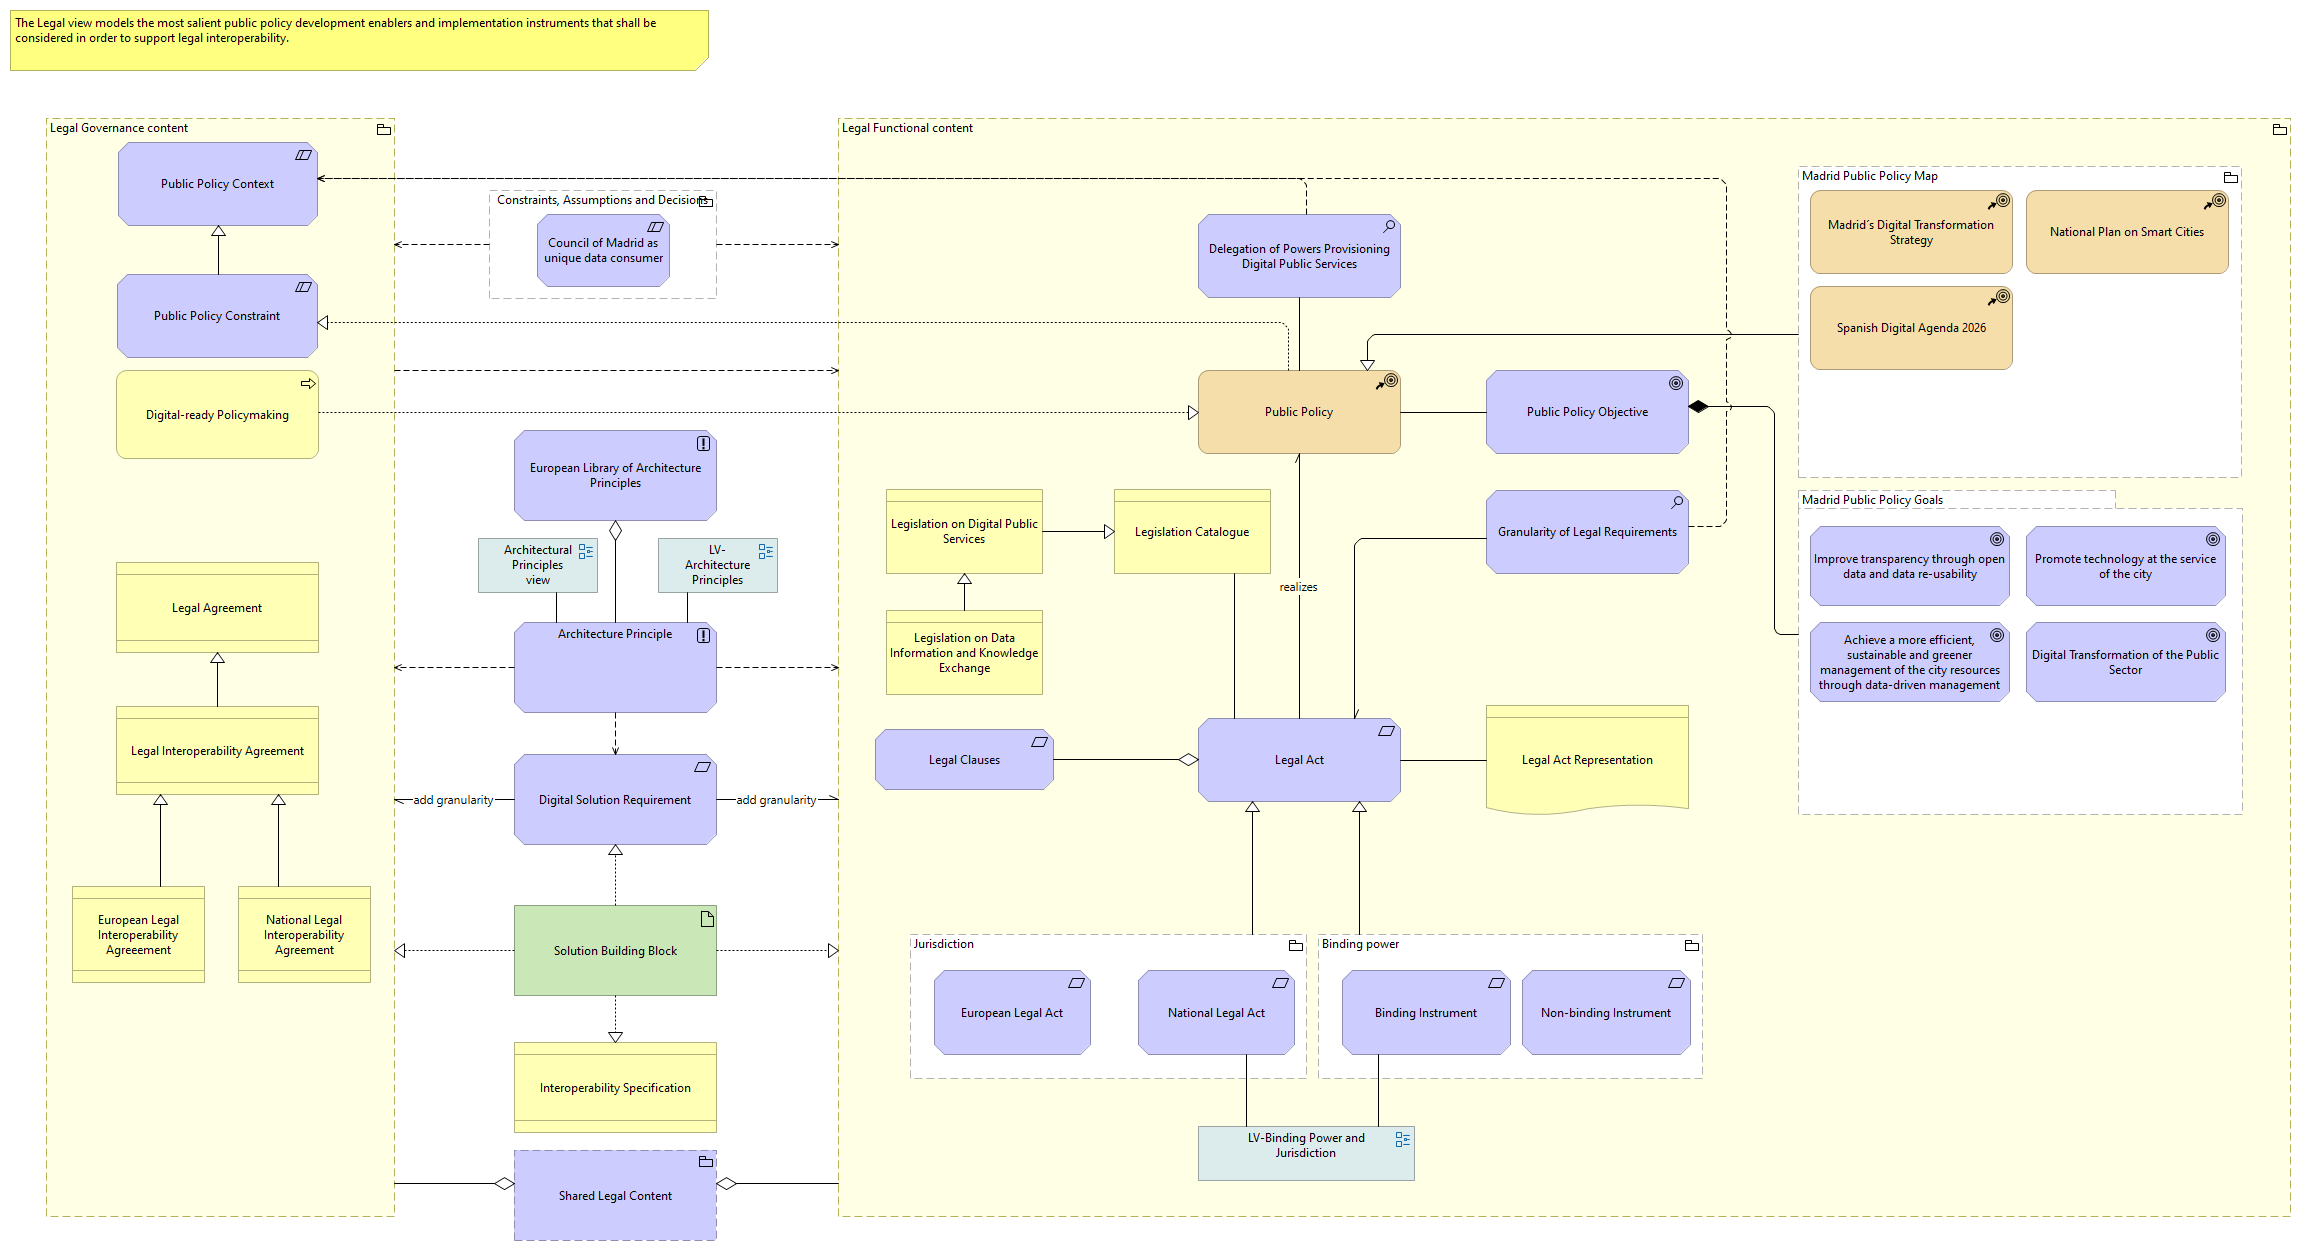 The Legal view models the most salient public policy development enablers and implementation instruments that shall be
considered in order to support legal interoperability.
Legal Governance content
Public Policy Context
Public Policy Constraint
Digital-ready Policymaking
Legal Agreement
Legal Interoperability Agreement
European Legal
Interoperability
Agreeement
National Legal
Interoperability
Agreement
Constraints, Assumptions and Decisions
Council of Madrid as
unique data consumer
European Library of Architecture
Principles
Architectural
Principles
view
LV-
Architecture
Principles
Architecture Principle
Digital Solution Requirement
add granularity
add granularity
Solution Building Block
Interoperability Specification
Shared Legal Content
Legal Functional content
Delegation of Powers Provisioning
Digital Public Services
Public Policy
Public Policy Objective
Legislation on Digital Public
Services
Legislation Catalogue
Granularity of Legal Requirements
realizes
Legislation on Data
Information and Knowledge
Exchange
Legal Clauses
Legal Act
Legal Act Representation
Jurisdiction
European Legal Act
National Legal Act
Binding power
Binding Instrument
Non-binding Instrument
LV-Binding Power and
Jurisdiction
Madrid Public Policy Map
Madrid´s Digital Transformation
Strategy
National Plan on Smart Cities
Spanish Digital Agenda 2026
Madrid Public Policy Goals
Improve transparency through open
data and data re-usability
Promote technology at the service
of the city
Achieve a more efficient,
sustainable and greener
management of the city resources
through data-driven management
Digital Transformation of the Public
Sector